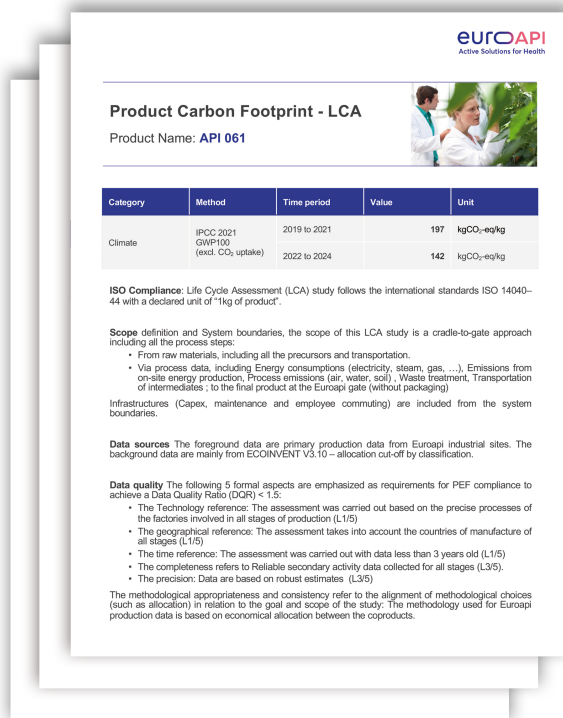 euroAPI
Active Solutions for Health
Product Carbon Footprint - LCA
Product Name: API 061
Category Method Time period Value Unit
Climate
IPCC 2021
GWP100
(excl. CO₂ uptake)
2019 to 2021 197 kgCO₂-eq/kg
2022 to 2024 142 kgCO₂-eq/kg
ISO Compliance: Life Cycle Assessment (LCA) study follows the international standards ISO 14040–
44 with a declared unit of “1kg of product”.
Scope definition and System boundaries, the scope of this LCA study is a cradle-to-gate approach
including all the process steps:
• From raw materials, including all the precursors and transportation.
• Via process data, including Energy consumptions (electricity, steam, gas, …), Emissions from
on-site energy production, Process emissions (air, water, soil) , Waste treatment, Transportation
of intermediates ; to the final product at the Euroapi gate (without packaging)
Infrastructures (Capex, maintenance and employee commuting) are included from the system
boundaries.
Data sources The foreground data are primary production data from Euroapi industrial sites. The
background data are mainly from ECOINVENT V3.10 – allocation cut-off by classification.
Data quality The following 5 formal aspects are emphasized as requirements for PEF compliance to
achieve a Data Quality Ratio (DQR) < 1.5:
• The Technology reference: The assessment was carried out based on the precise processes of
the factories involved in all stages of production (L1/5)
• The geographical reference: The assessment takes into account the countries of manufacture of
all stages (L1/5)
• The time reference: The assessment was carried out with data less than 3 years old (L1/5)
• The completeness refers to Reliable secondary activity data collected for all stages (L3/5).
• The precision: Data are based on robust estimates (L3/5)
The methodological appropriateness and consistency refer to the alignment of methodological choices
(such as allocation) in relation to the goal and scope of the study: The methodology used for Euroapi
production data is based on economical allocation between the coproducts.